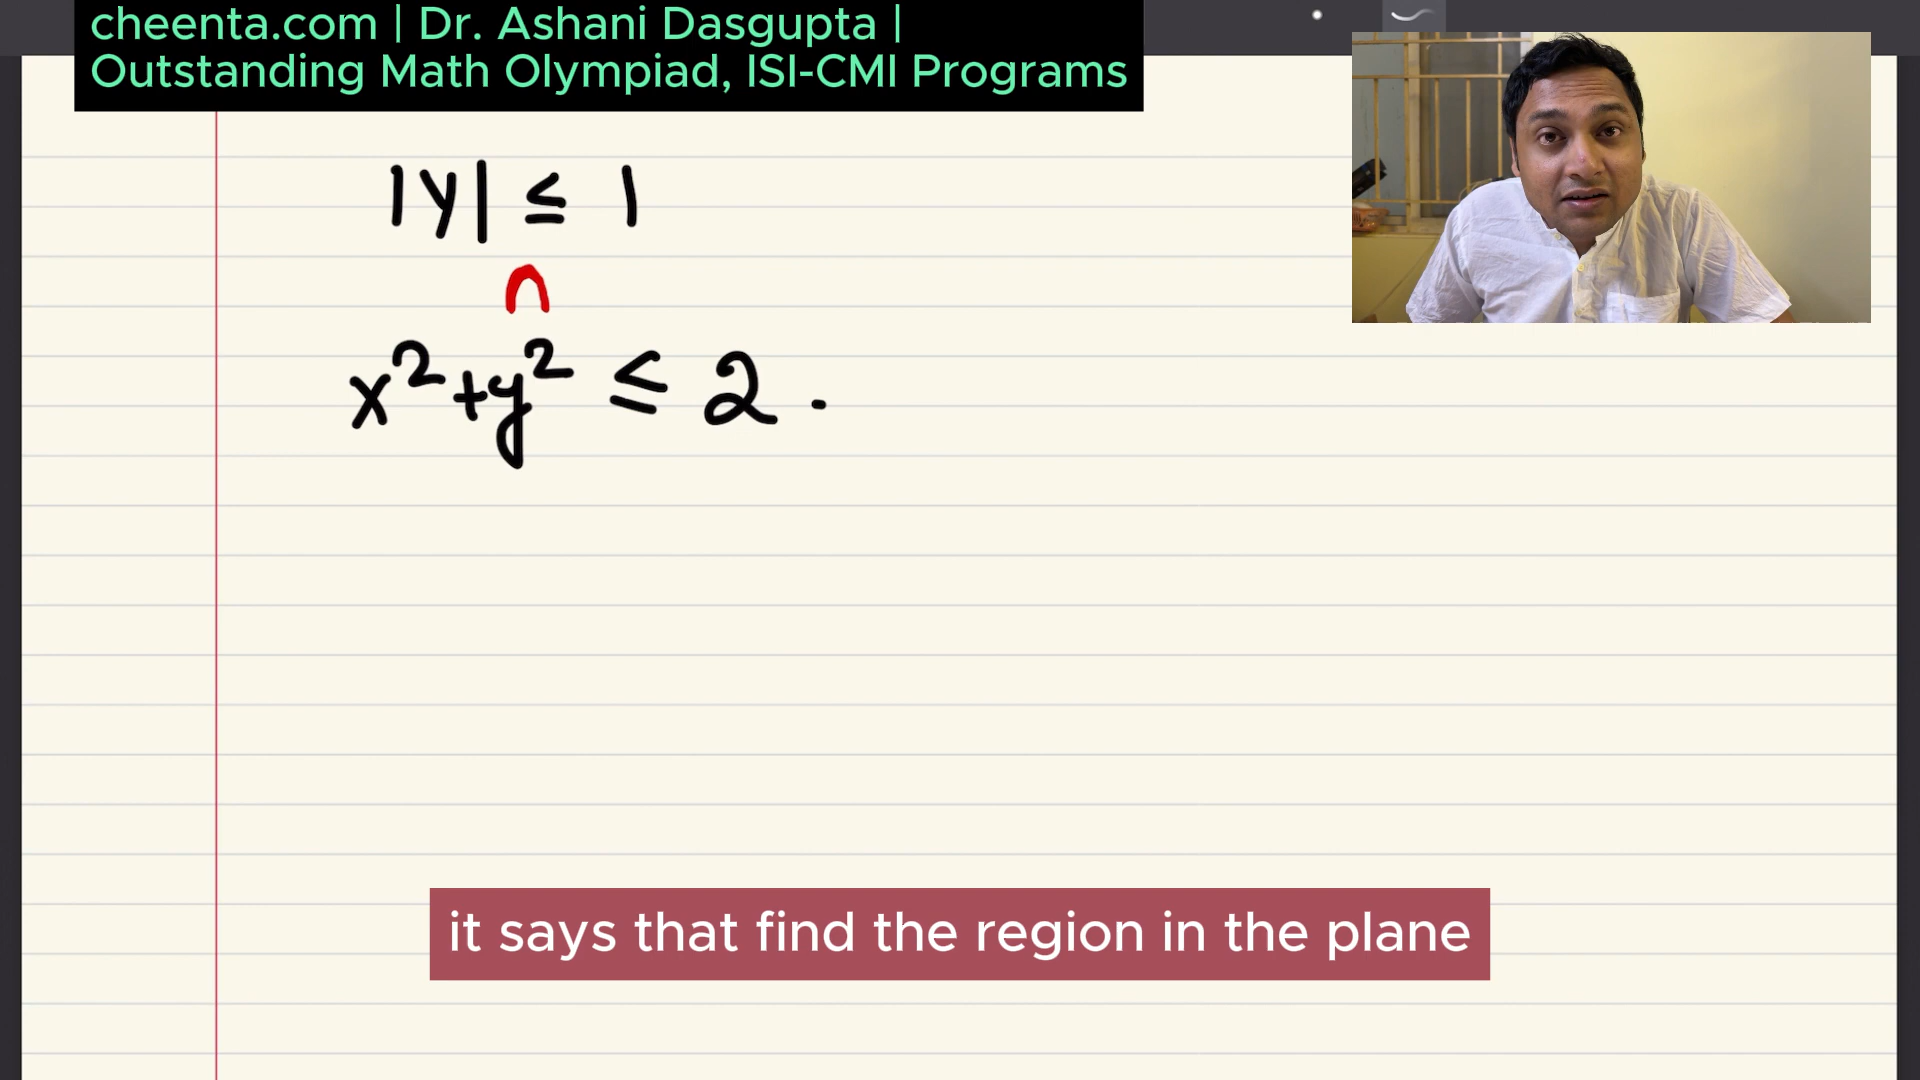 cheenta.com | Dr. Ashani Dasgupta |
Outstanding Math Olympiad, ISI-CMI Programs
|y| ≤ 1
∩
x²+y² ≤ 2.
it says that find the region in the plane